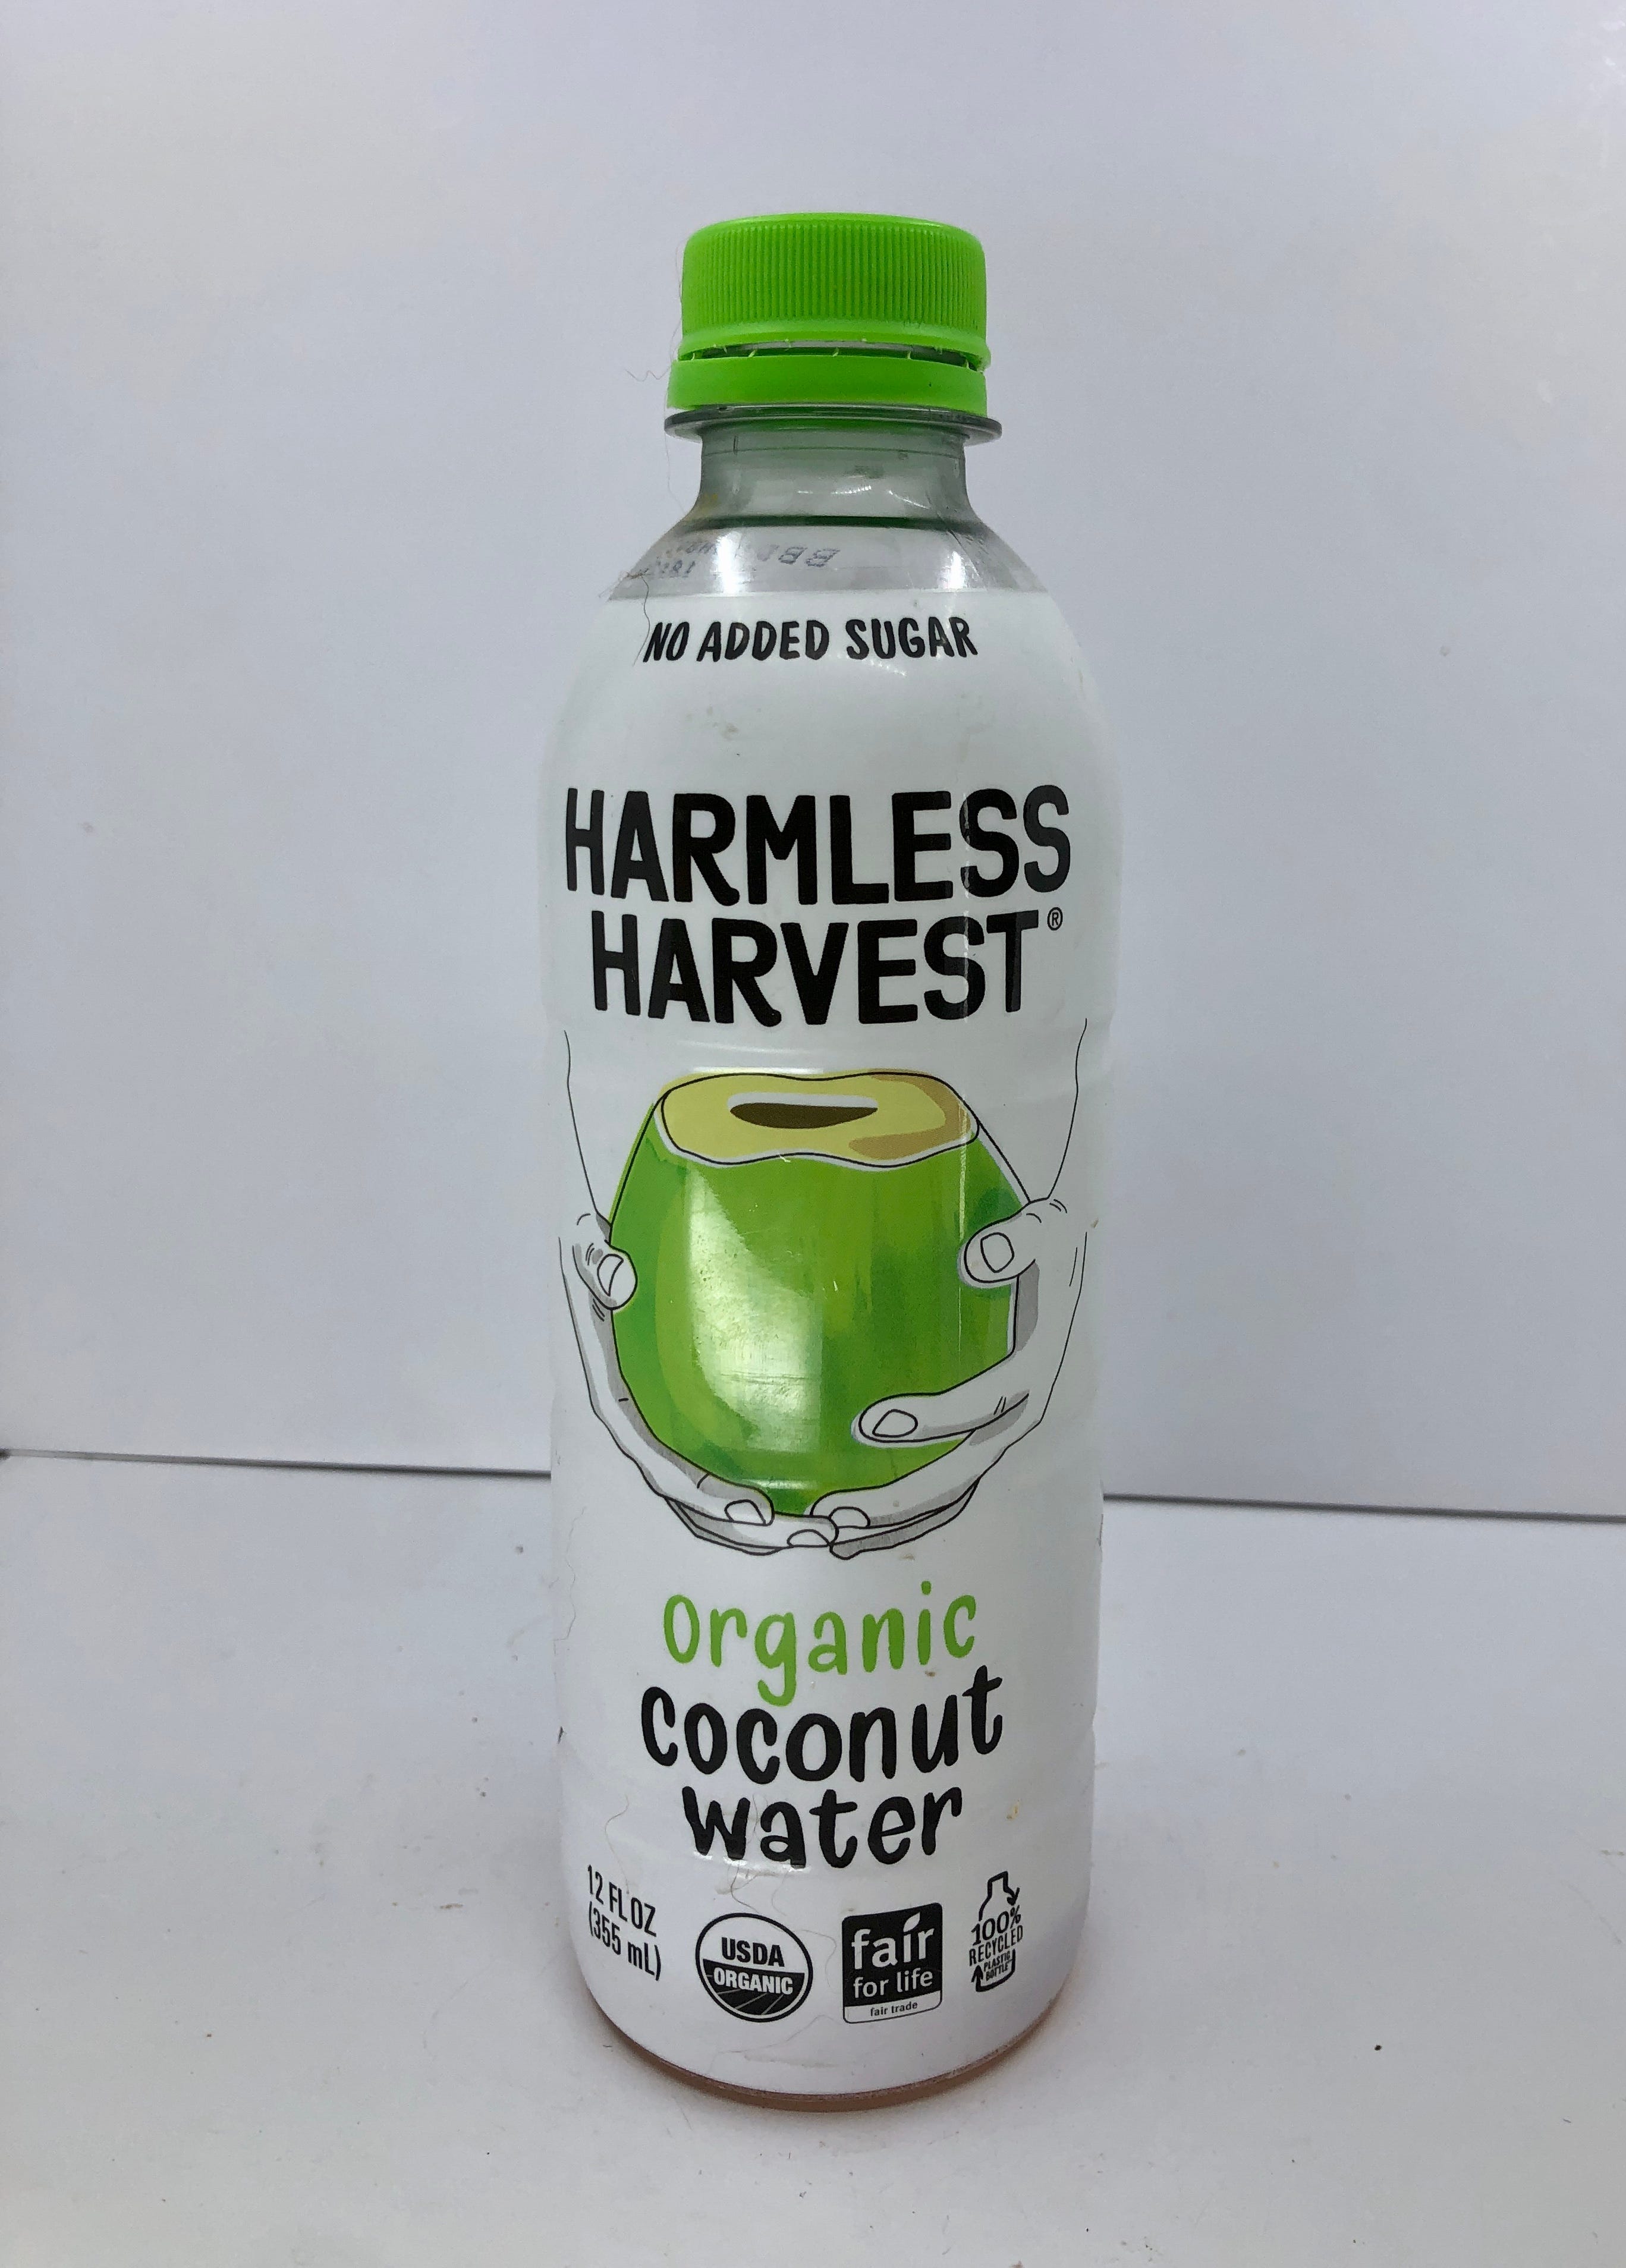 NO ADDED SUGAR
HARMLESS
HARVEST®
organic
coconut
water
12 FL OZ
(355 mL)
USDA
ORGANIC
fair
for life
fair trade
100%
RECYCLED
PLASTIC
BOTTLE